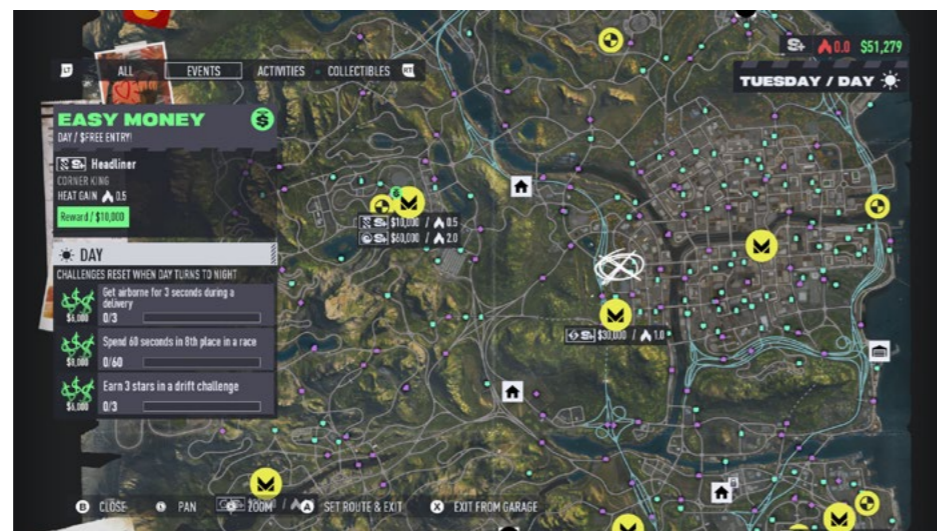 S+ 0.0 $51,279
TUESDAY / DAY
LT ALL EVENTS ACTIVITIES COLLECTIBLES RT
EASY MONEY
DAY / $FREE ENTRY!
S+ Headliner
CORNER KING
HEAT GAIN 0.5
Reward / $10,000
DAY
CHALLENGES RESET WHEN DAY TURNS TO NIGHT
Get airborne for 3 seconds during a
delivery
$1,000 0/3
Spend 60 seconds in 8th place in a race
$1,000 0/60
Earn 3 stars in a drift challenge
$1,000 0/3
S+ $10,000 / 0.5
S+ $60,000 / 2.0
S+ $30,000 / 1.0
B CLOSE PAN ZOOM A SET ROUTE & EXIT X EXIT FROM GARAGE